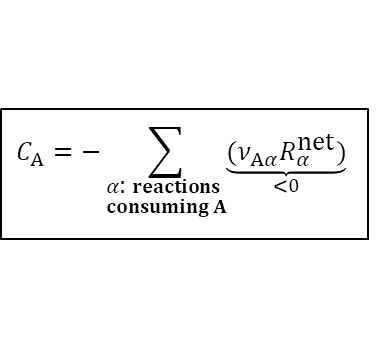 C_A = − ∑ (ν_Aα R_α^net)
<0
α: reactions
consuming A